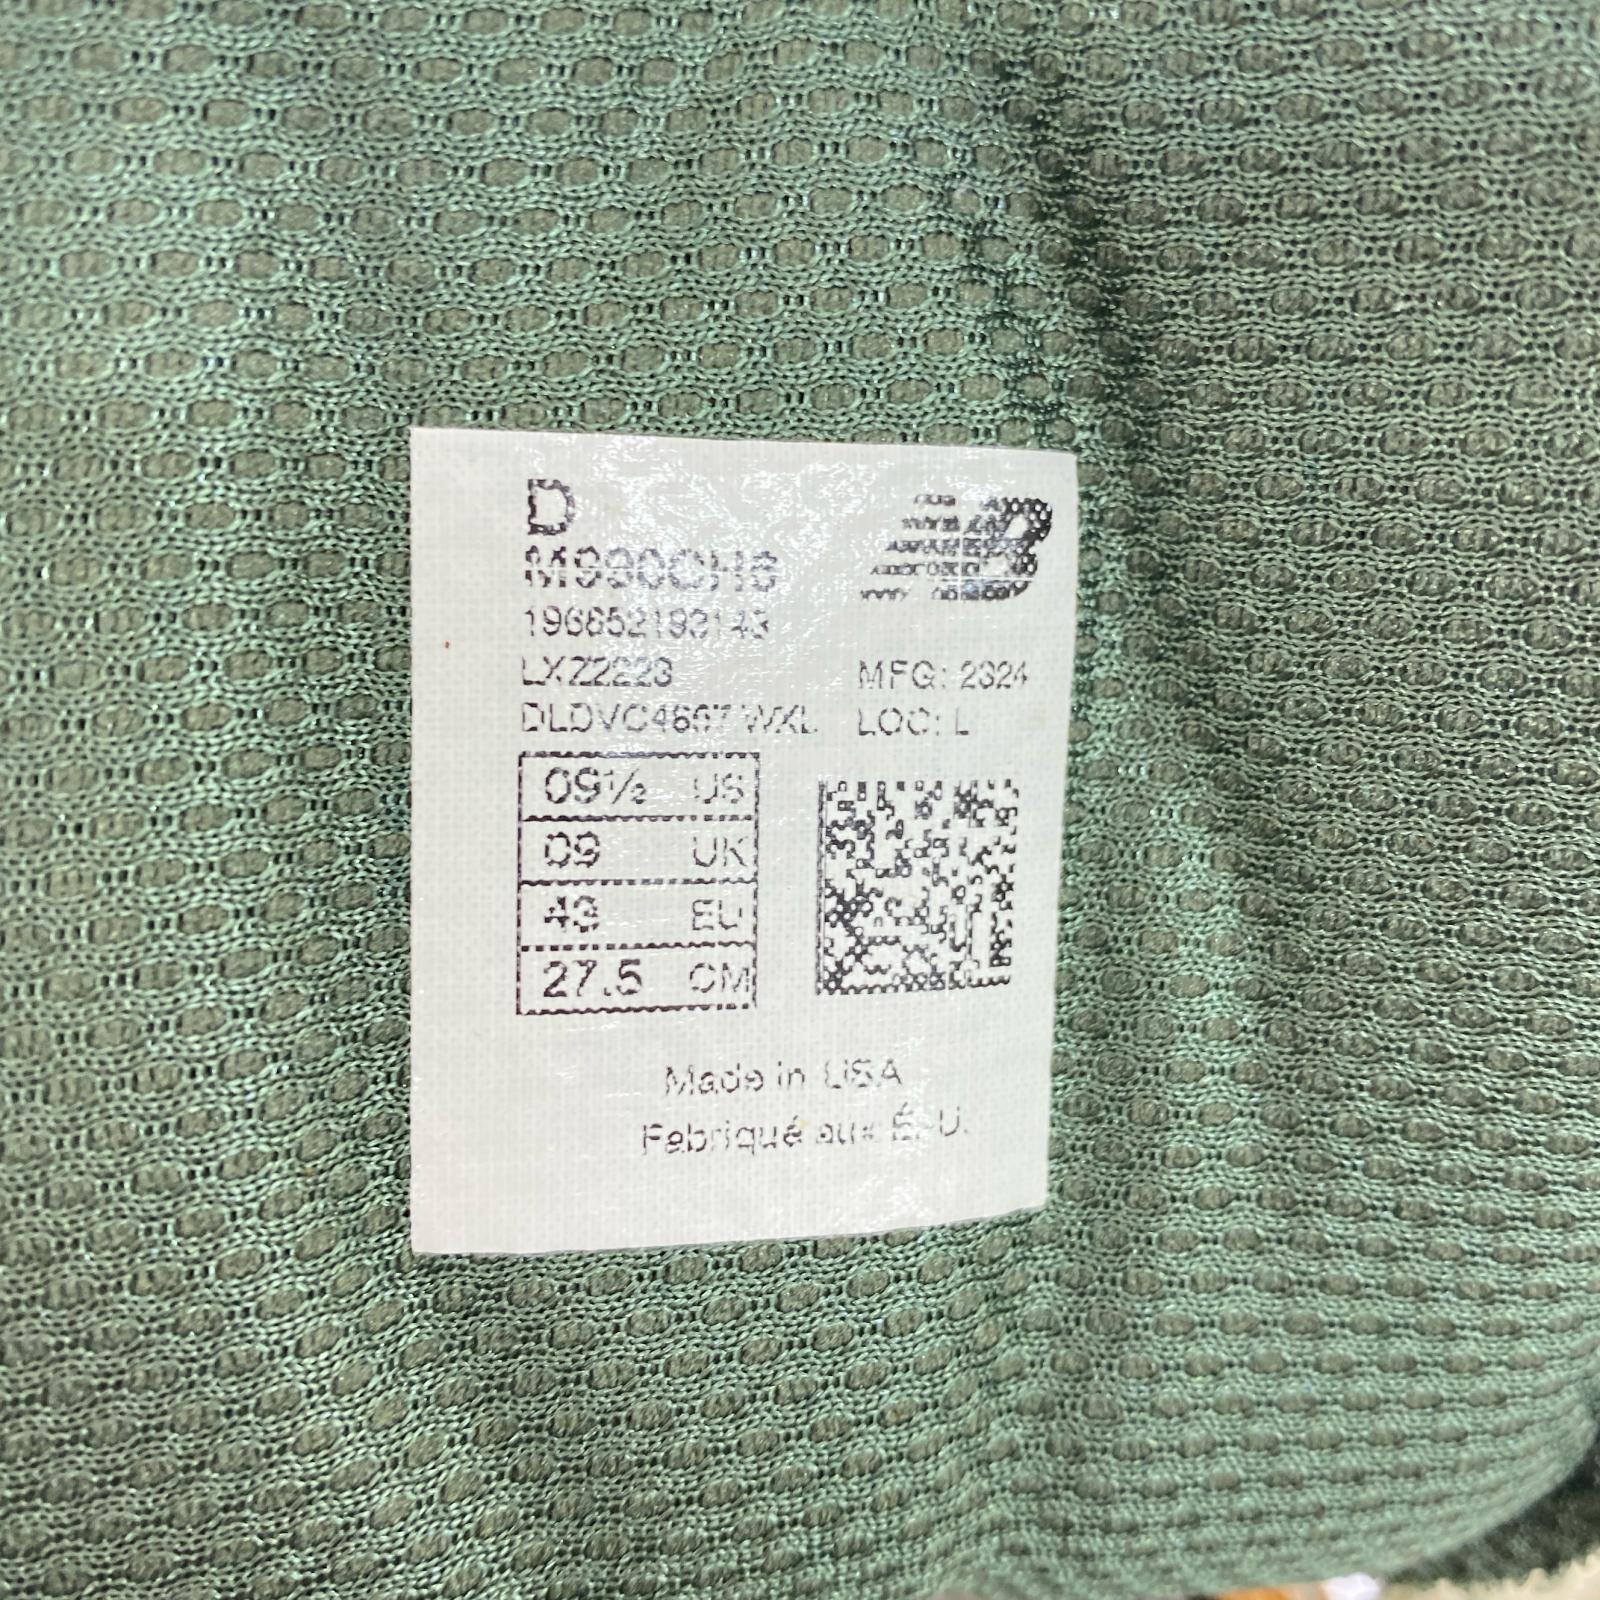 D
M990CH6
196652193143
LXZ2223
MFG: 2324
LOC: L
09½ US
09 UK
43 EU
27.5 CM
Made in USA
Fabriqué aux É.-U.